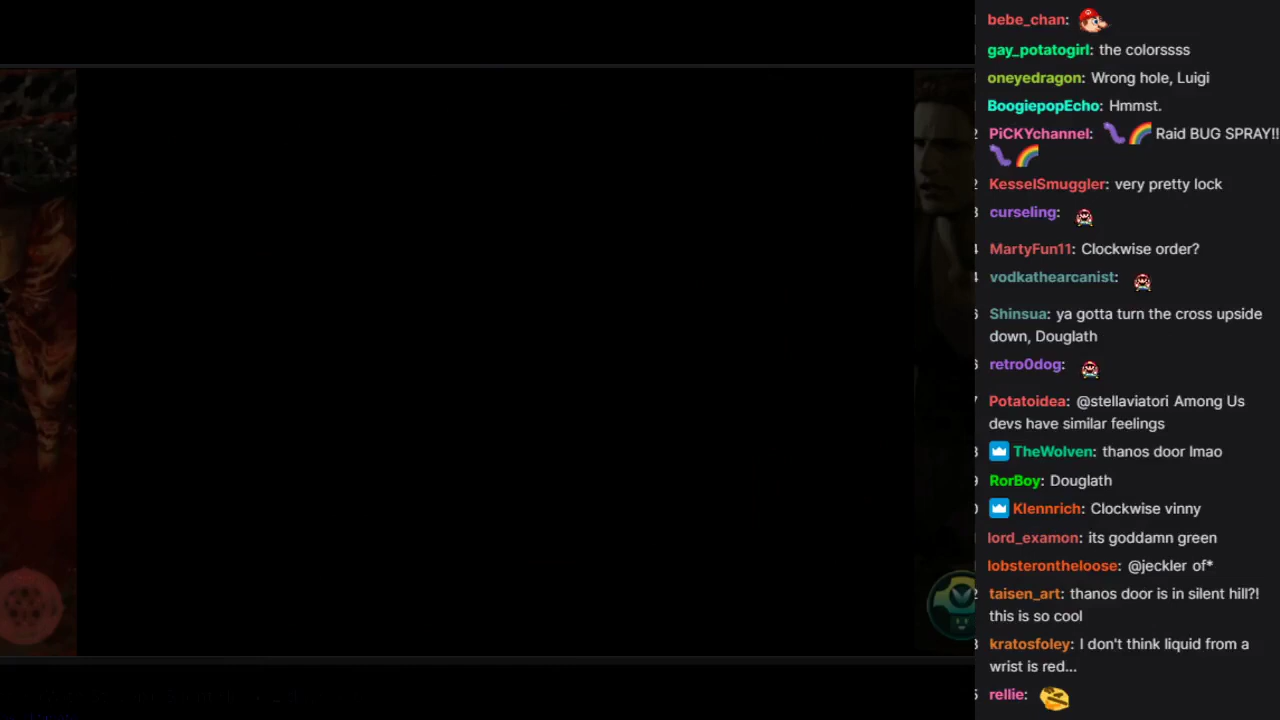 bebe_chan:
gay_potatogirl: the colorssss
oneyedragon: Wrong hole, Luigi
BoogiepopEcho: Hmmst.
PiCKYchannel: Raid BUG SPRAY!!
KesselSmuggler: very pretty lock
curseling:
MartyFun11: Clockwise order?
vodkathearcanist:
Shinsua: ya gotta turn the cross upside
down, Douglath
retro0dog:
Potatoidea: @stellaviatori Among Us
devs have similar feelings
TheWolven: thanos door lmao
RorBoy: Douglath
Klennrich: Clockwise vinny
lord_examon: its goddamn green
lobsterontheloose: @jeckler of*
taisen_art: thanos door is in silent hill?!
this is so cool
kratosfoley: I don't think liquid from a
wrist is red...
rellie: